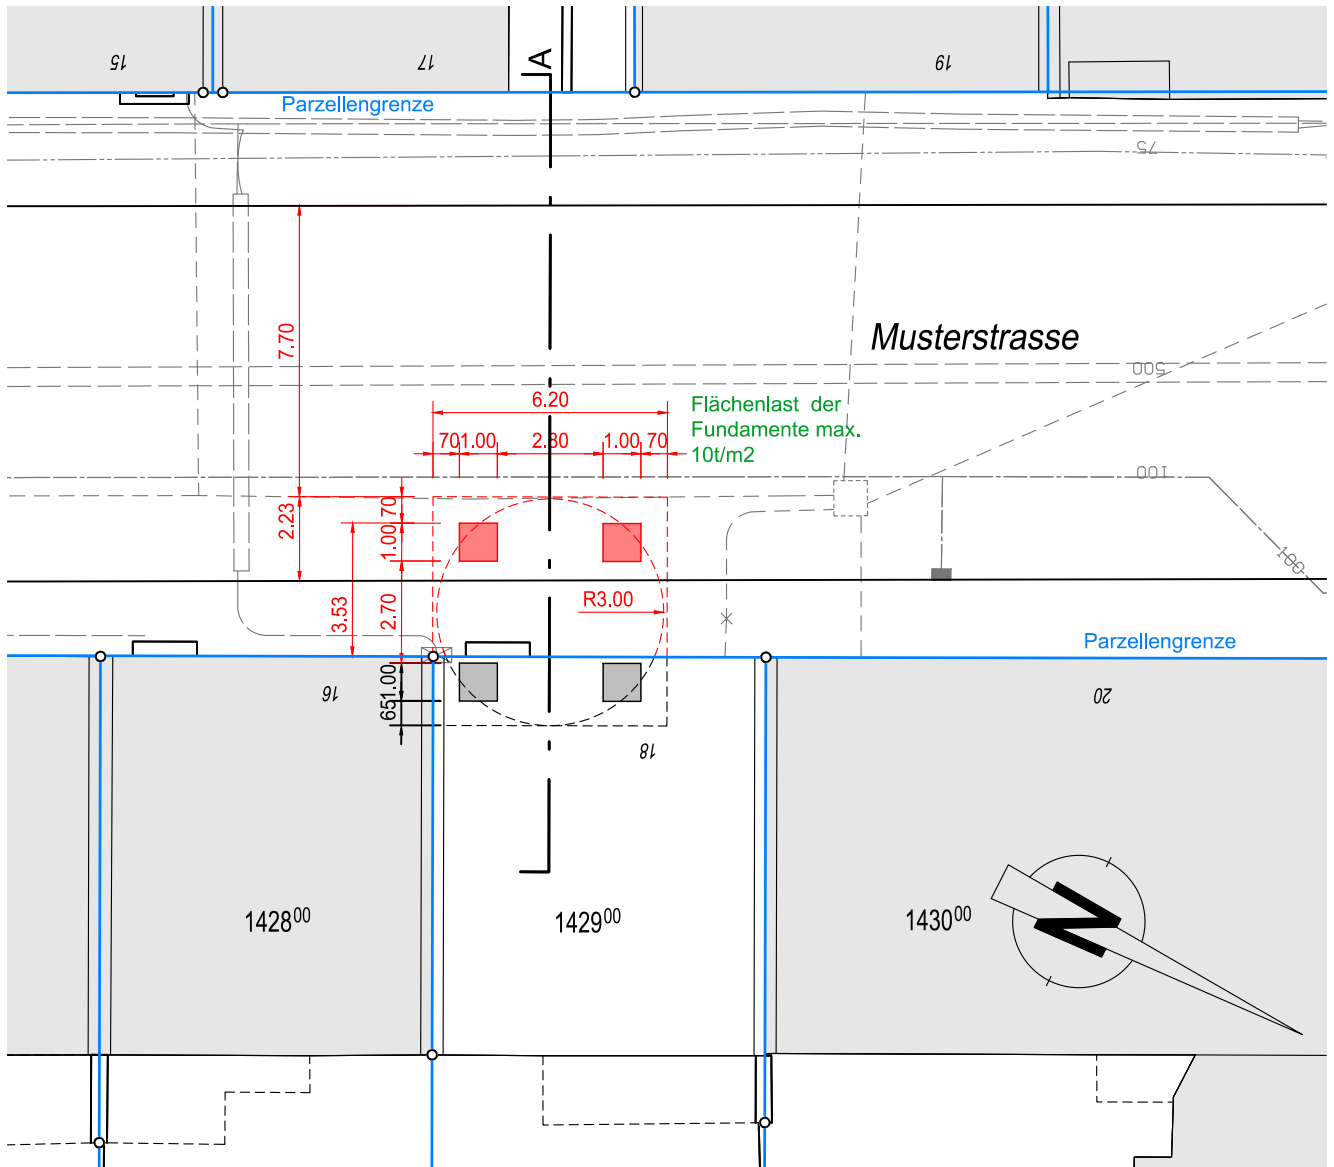 15
17
A
19
Parzellengrenze
75
7.70
Musterstrasse
500
6.20
Flächenlast der
Fundamente max.
10t/m2
70 1.00 2.80 1.00 70
100
2.23
70
1.00
100
3.53
2.70
R3.00
Parzellengrenze
16
1.00
65
20
18
1428⁰⁰
1429⁰⁰
1430⁰⁰
N